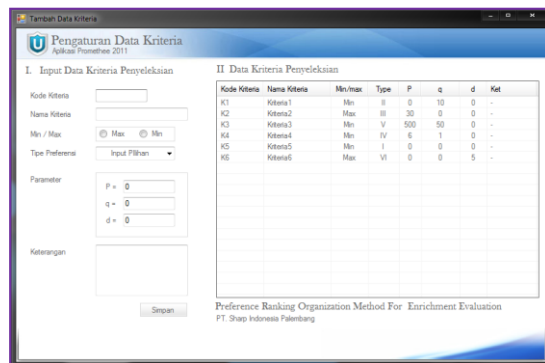 Tambah Data Kriteria
Pengaturan Data Kriteria
Aplikasi Promethee 2011
I. Input Data Kriteria Penyeleksian
Kode Kriteria
Nama Kriteria
Min / Max
Max
Min
Tipe Preferensi
Input Pilihan
Parameter
P = 0
q = 0
d = 0
Keterangan
Simpan
II Data Kriteria Penyeleksian
Kode Kriteria Nama Kriteria Min/max Type P q d Ket
K1 Kriteria1 Min II 0 10 0 -
K2 Kriteria2 Max III 30 0 0 -
K3 Kriteria3 Min V 500 50 0 -
K4 Kriteria4 Min IV 6 1 0 -
K5 Kriteria5 Min I 0 0 0 -
K6 Kriteria6 Max VI 0 0 5 -
Preference Ranking Organization Method For Enrichment Evaluation
PT. Sharp Indonesia Palembang